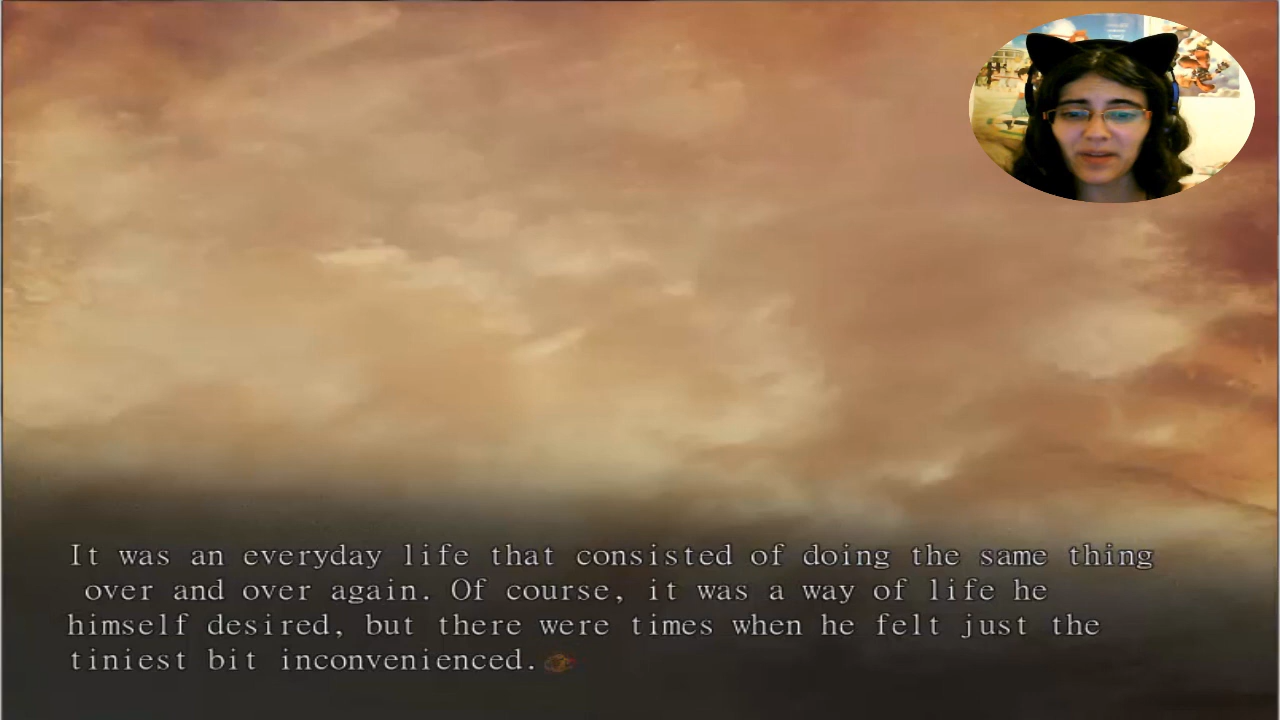 It was an everyday life that consisted of doing the same thing
over and over again. Of course, it was a way of life he
himself desired, but there were times when he felt just the
tiniest bit inconvenienced.